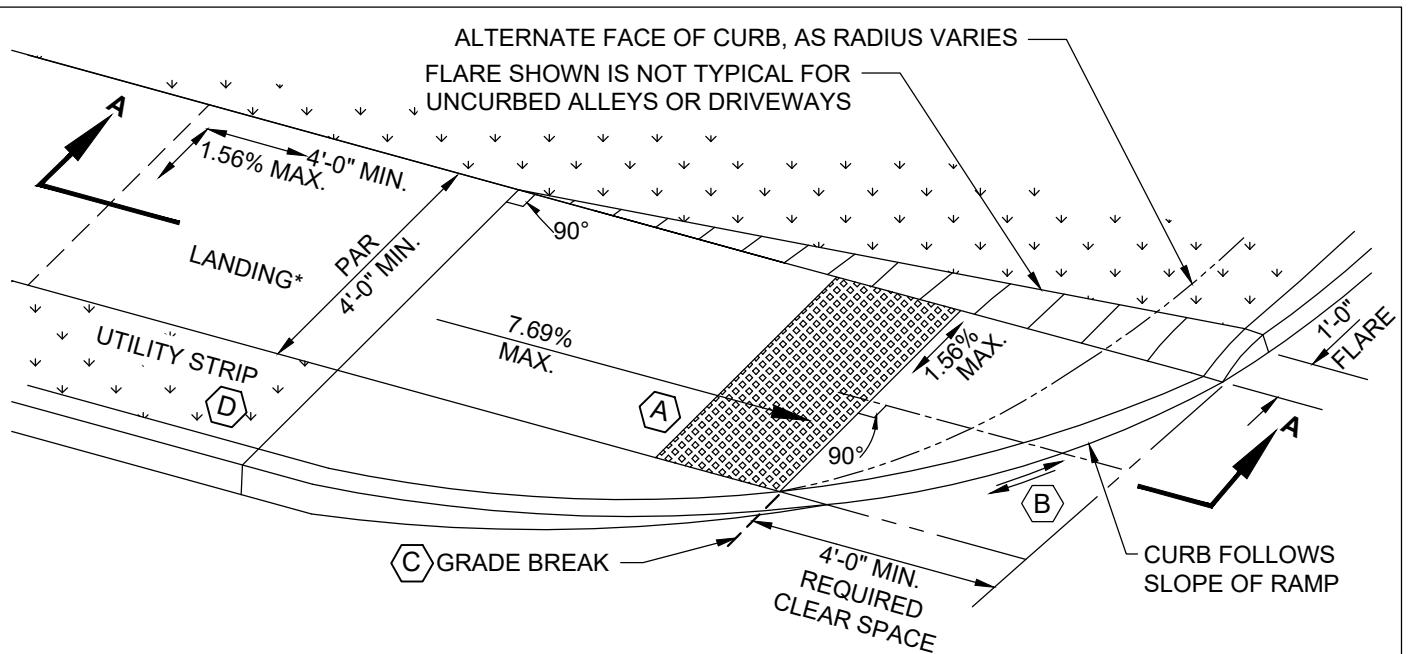 ALTERNATE FACE OF CURB, AS RADIUS VARIES
FLARE SHOWN IS NOT TYPICAL FOR
UNCURBED ALLEYS OR DRIVEWAYS
A
1.56% MAX.
4'-0" MIN.
90°
PAR
4'-0" MIN.
LANDING*
UTILITY STRIP
D
7.69%
MAX.
A
1.56%
MAX.
90°
1'-0"
FLARE
A
B
C GRADE BREAK
4'-0" MIN.
REQUIRED
CLEAR SPACE
CURB FOLLOWS
SLOPE OF RAMP